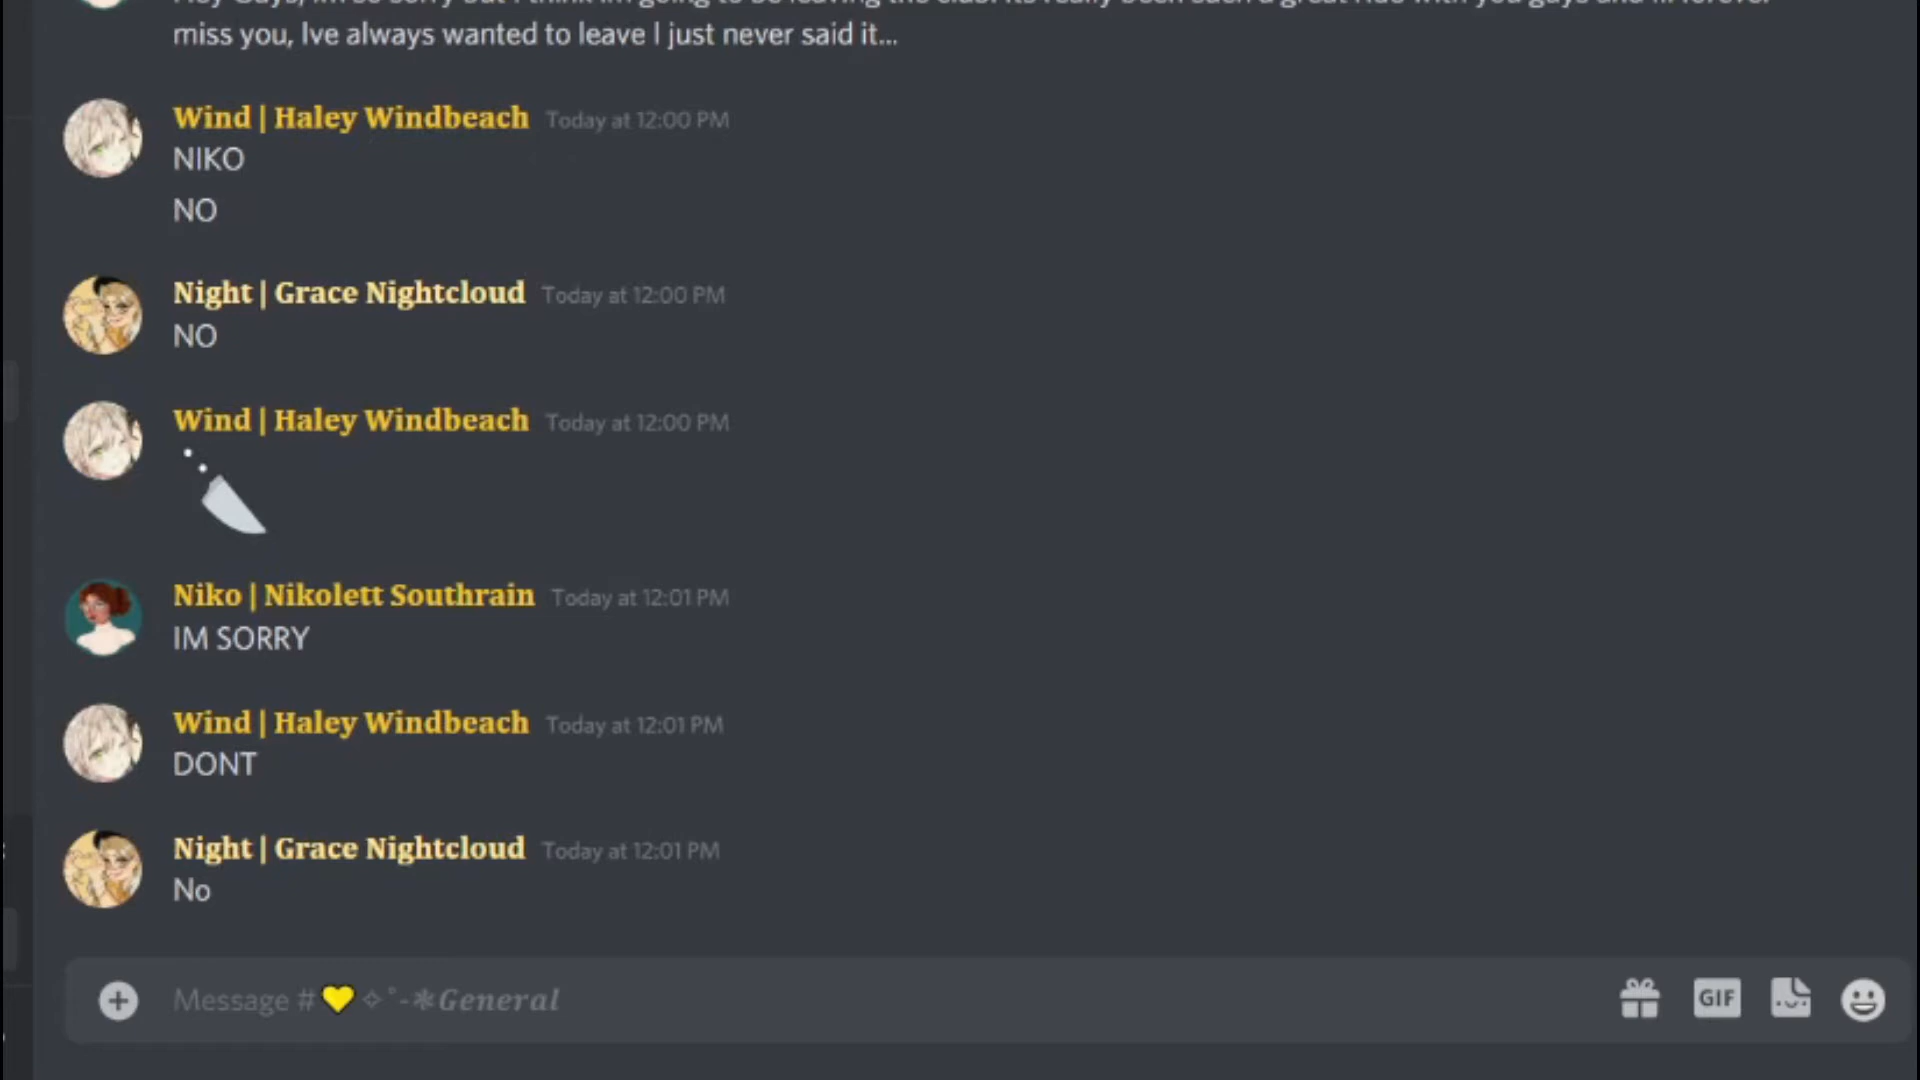 miss you, Ive always wanted to leave I just never said it...
Wind | Haley Windbeach Today at 12:00 PM
NIKO
NO
Night | Grace Nightcloud Today at 12:00 PM
NO
Wind | Haley Windbeach Today at 12:00 PM
Niko | Nikolett Southrain Today at 12:01 PM
IM SORRY
Wind | Haley Windbeach Today at 12:01 PM
DONT
Night | Grace Nightcloud Today at 12:01 PM
No
Message #💛✧˚-❃General
GIF